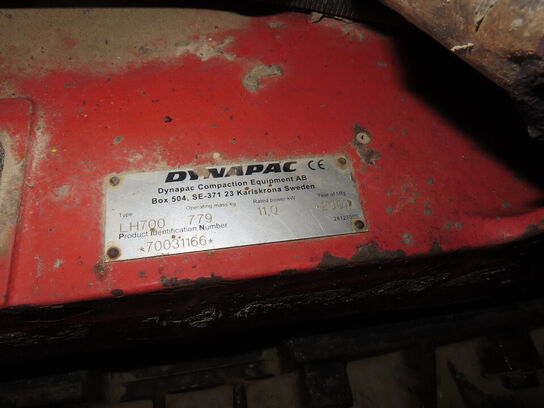 DYNAPAC CE
Dynapac Compaction Equipment AB
Box 504, SE-371 23 Karlskrona Sweden
Type Operating mass kg Rated power kW Year of Mfg
LH700 779 11,0 2007
Product Identification Number
*70031166*